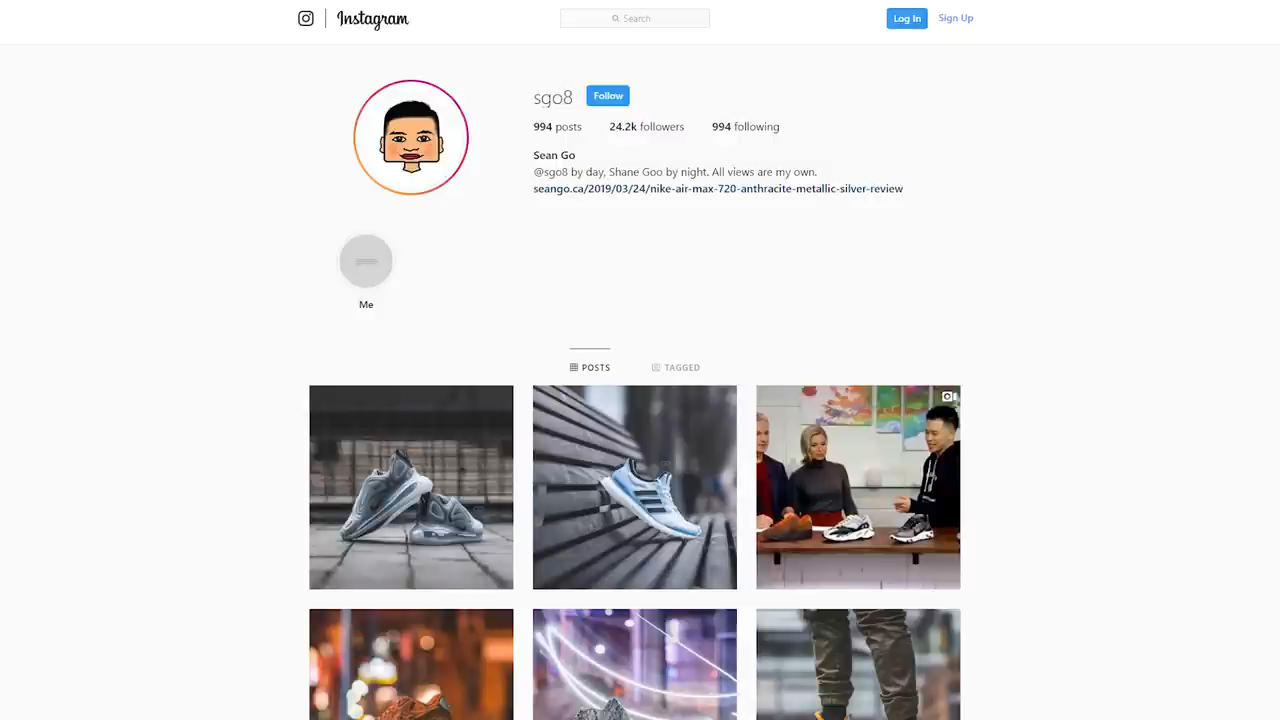 Instagram
Search
Log In
Sign Up
sgo8
Follow
994 posts
24.2k followers
994 following
Sean Go
@sgo8 by day, Shane Goo by night. All views are my own.
seango.ca/2019/03/24/nike-air-max-720-anthracite-metallic-silver-review
Me
POSTS
TAGGED